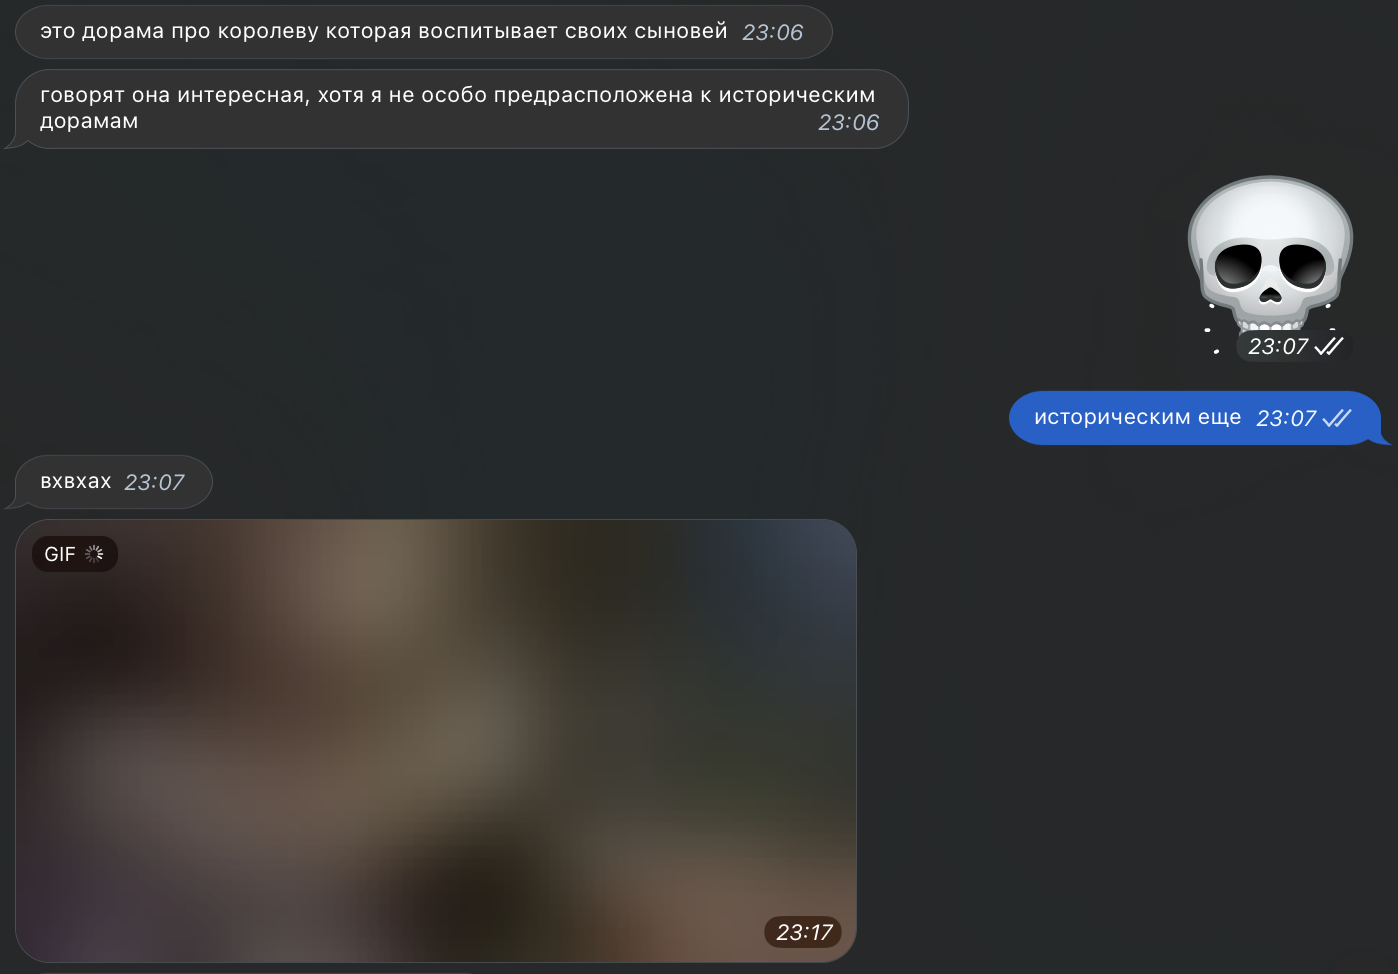 это дорама про королеву которая воспитывает своих сыновей 23:06
говорят она интересная, хотя я не особо предрасположена к историческим
дорамам 23:06
23:07
историческим еще 23:07
вхвхах 23:07
GIF
23:17